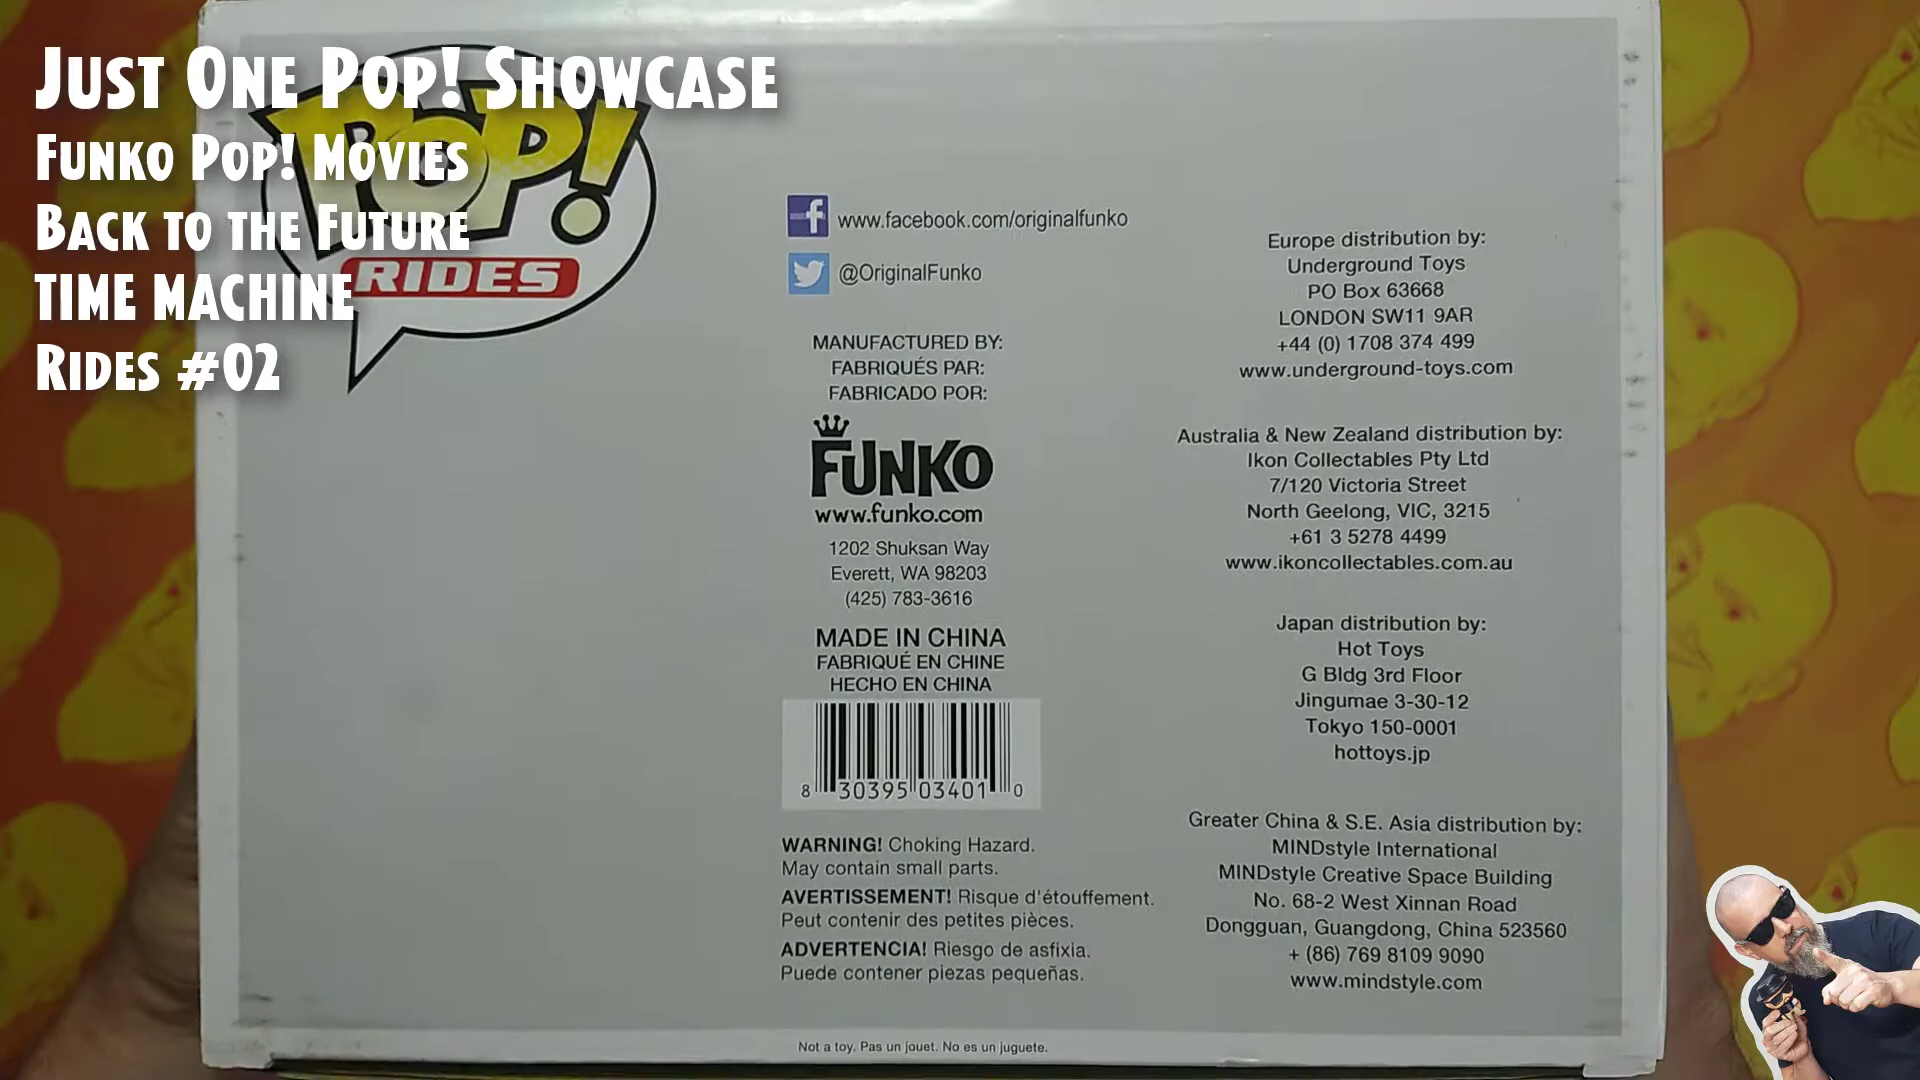 JUST ONE POP! SHOWCASE
FUNKO POP! MOVIES
BACK TO THE FUTURE
TIME MACHINE
RIDES #02
POP!
RIDES
www.facebook.com/originalfunko
@OriginalFunko
MANUFACTURED BY:
FABRIQUÉS PAR:
FABRICADO POR:
FUNKO
www.funko.com
1202 Shuksan Way
Everett, WA 98203
(425) 783-3616
MADE IN CHINA
FABRIQUÉ EN CHINE
HECHO EN CHINA
8 30395 03401 0
WARNING! Choking Hazard.
May contain small parts.
AVERTISSEMENT! Risque d'étouffement.
Peut contenir des petites pièces.
ADVERTENCIA! Riesgo de asfixia.
Puede contener piezas pequeñas.
Europe distribution by:
Underground Toys
PO Box 63668
LONDON SW11 9AR
+44 (0) 1708 374 499
www.underground-toys.com
Australia & New Zealand distribution by:
Ikon Collectables Pty Ltd
7/120 Victoria Street
North Geelong, VIC, 3215
+61 3 5278 4499
www.ikoncollectables.com.au
Japan distribution by:
Hot Toys
G Bldg 3rd Floor
Jingumae 3-30-12
Tokyo 150-0001
hottoys.jp
Greater China & S.E. Asia distribution by:
MINDstyle International
MINDstyle Creative Space Building
No. 68-2 West Xinnan Road
Dongguan, Guangdong, China 523560
+ (86) 769 8109 9090
www.mindstyle.com
Not a toy. Pas un jouet. No es un juguete.